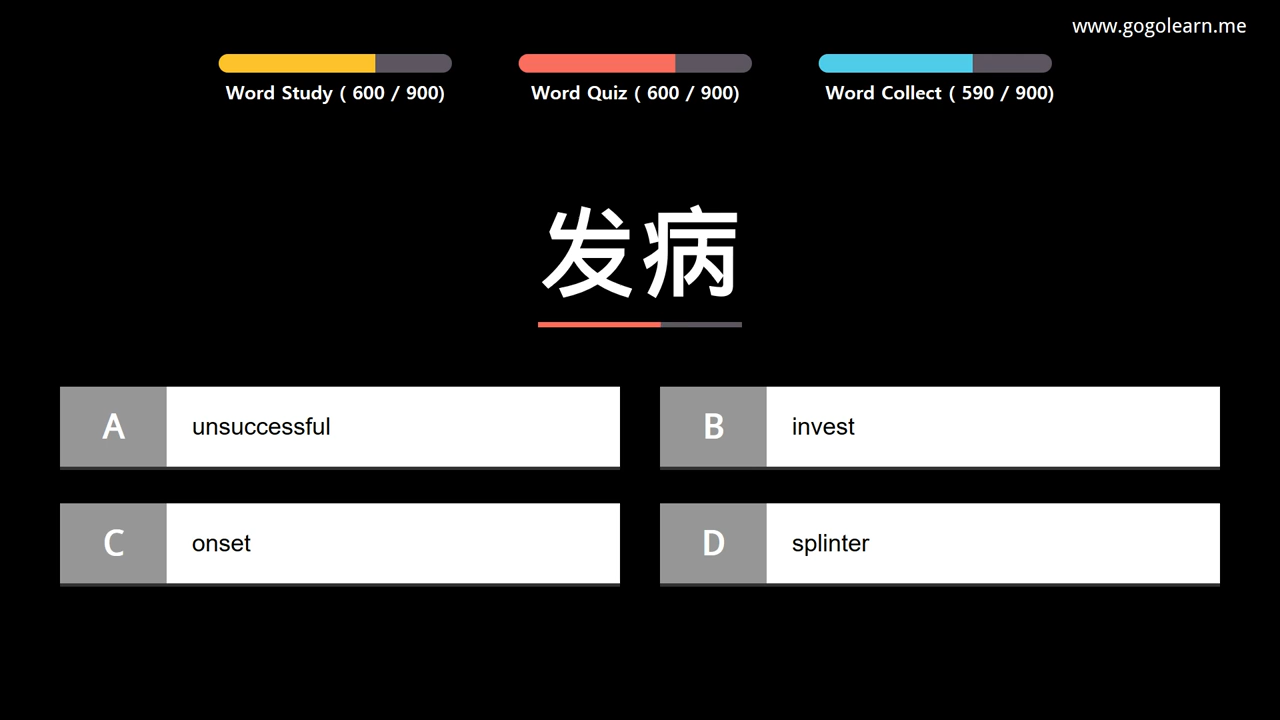 www.gogolearn.me
Word Study ( 600 / 900)
Word Quiz ( 600 / 900)
Word Collect ( 590 / 900)
发病
A unsuccessful
B invest
C onset
D splinter